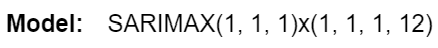 Model: SARIMAX(1, 1, 1)x(1, 1, 1, 12)